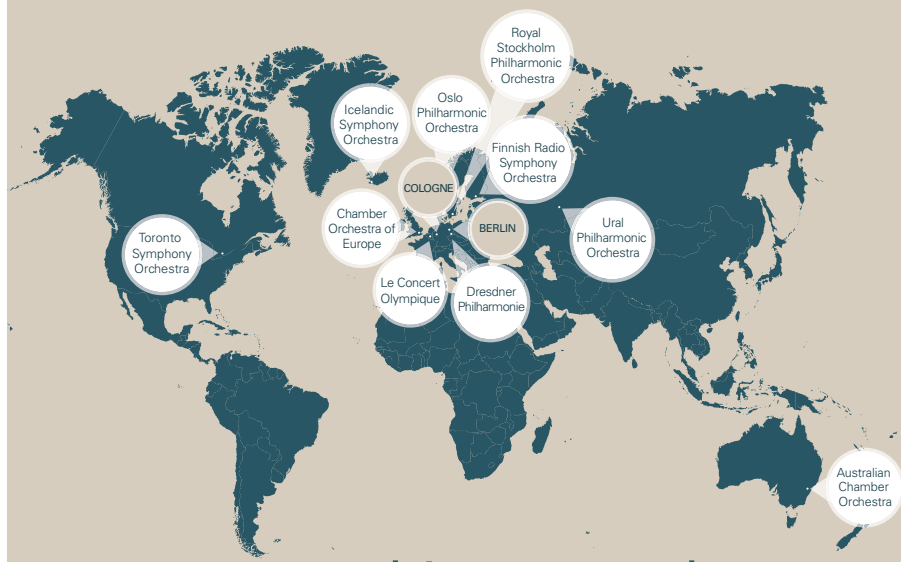 Royal
Stockholm
Philharmonic
Orchestra
Icelandic
Symphony
Orchestra
Oslo
Philharmonic
Orchestra
Finnish Radio
Symphony
Orchestra
COLOGNE
Chamber
Orchestra of
Europe
BERLIN
Ural
Philharmonic
Orchestra
Toronto
Symphony
Orchestra
Le Concert
Olympique
Dresdner
Philharmonie
Australian
Chamber
Orchestra